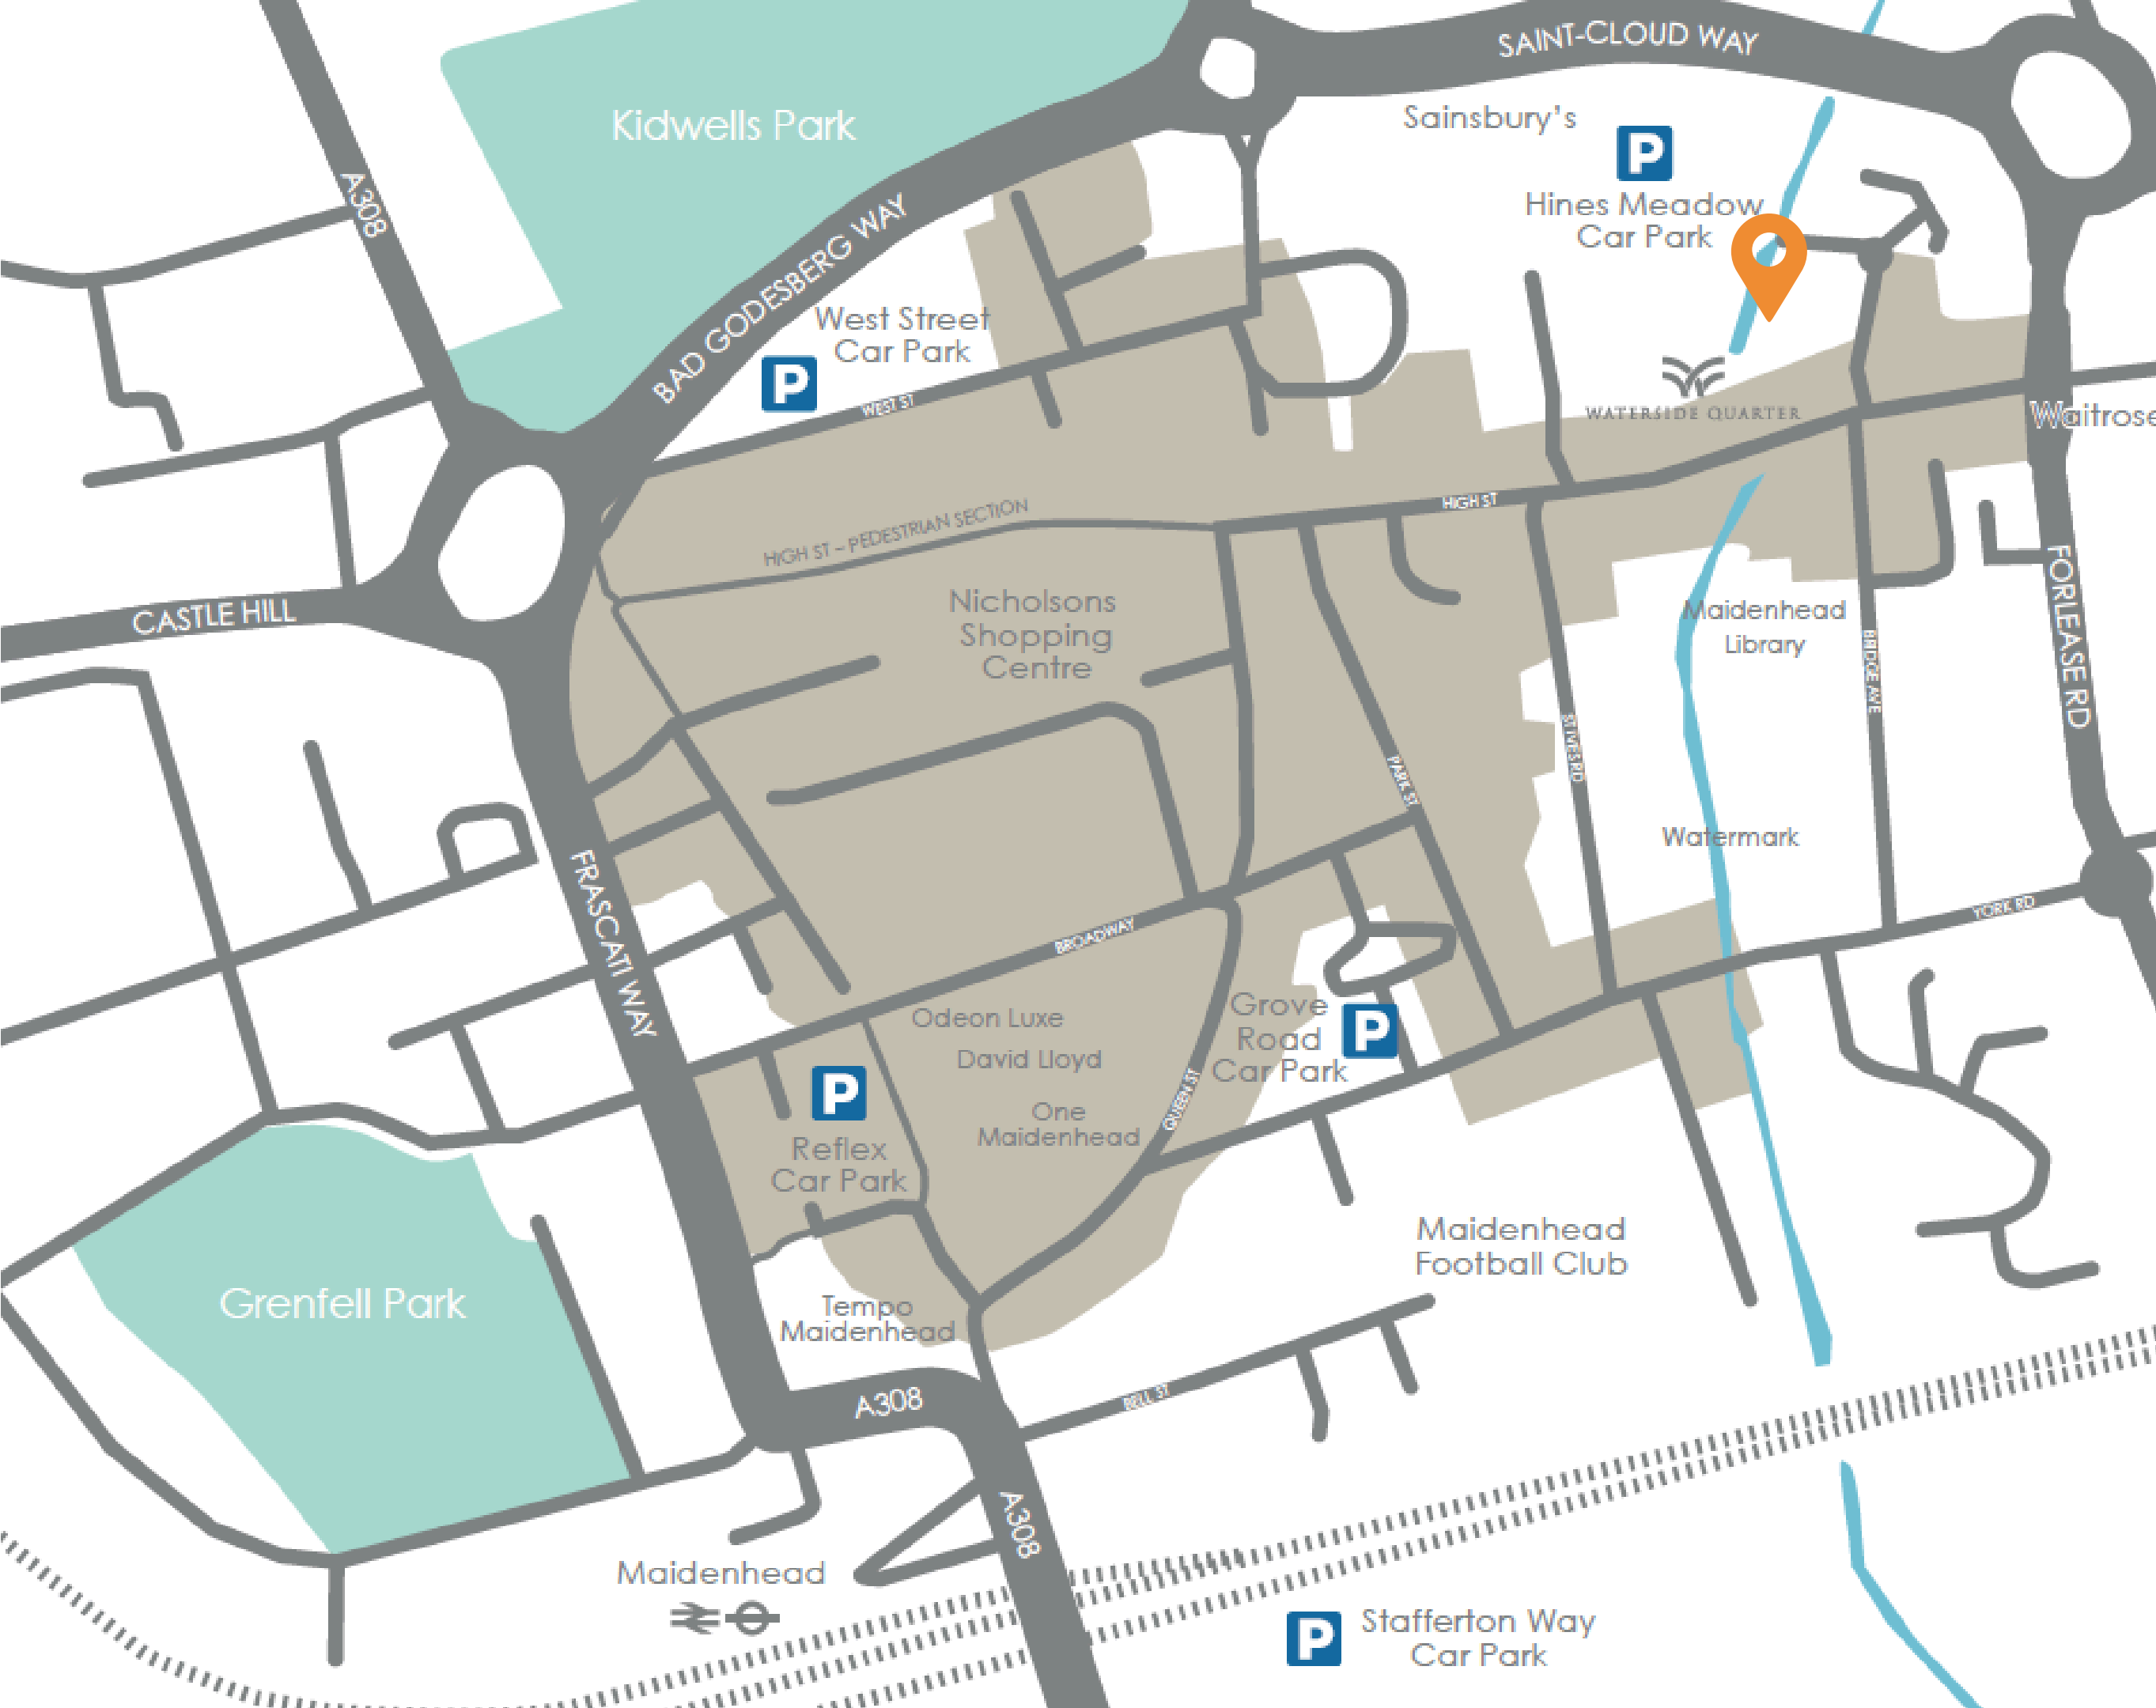 SAINT-CLOUD WAY
Kidwells Park
Sainsbury's
P
Hines Meadow
Car Park
A308
BAD GODESBERG WAY
West Street
Car Park
P
WEST ST
WATERSIDE QUARTER
Waitrose
HIGH ST – PEDESTRIAN SECTION
HIGH ST
CASTLE HILL
Nicholsons
Shopping
Centre
Maidenhead
Library
BRIDGE AVE
FORLEASE RD
ST IVES RD
PARK ST
Watermark
FRASCATI WAY
BROADWAY
YORK RD
Odeon Luxe
David Lloyd
One
Maidenhead
Grove
Road
Car Park
P
QUEEN ST
P
Reflex
Car Park
Maidenhead
Football Club
Grenfell Park
Tempo
Maidenhead
A308
BELL ST
A308
Maidenhead
P
Stafferton Way
Car Park